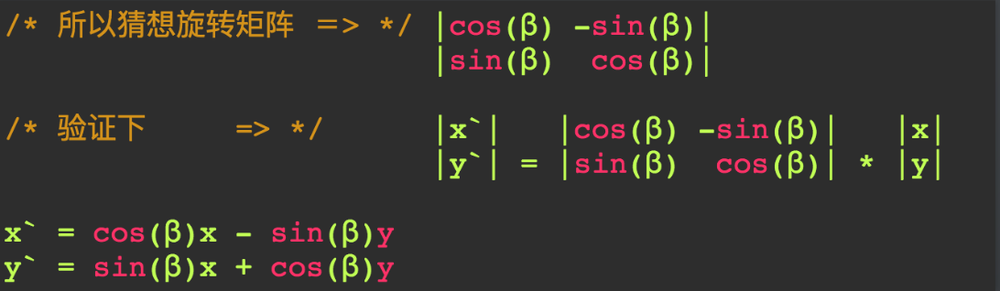 /* 所以猜想旋转矩阵 => */ |cos(β) -sin(β)|
|sin(β)  cos(β)|
/* 验证下 => */ |x`| |cos(β) -sin(β)| |x|
|y`| = |sin(β)  cos(β)| * |y|
x` = cos(β)x - sin(β)y
y` = sin(β)x + cos(β)y